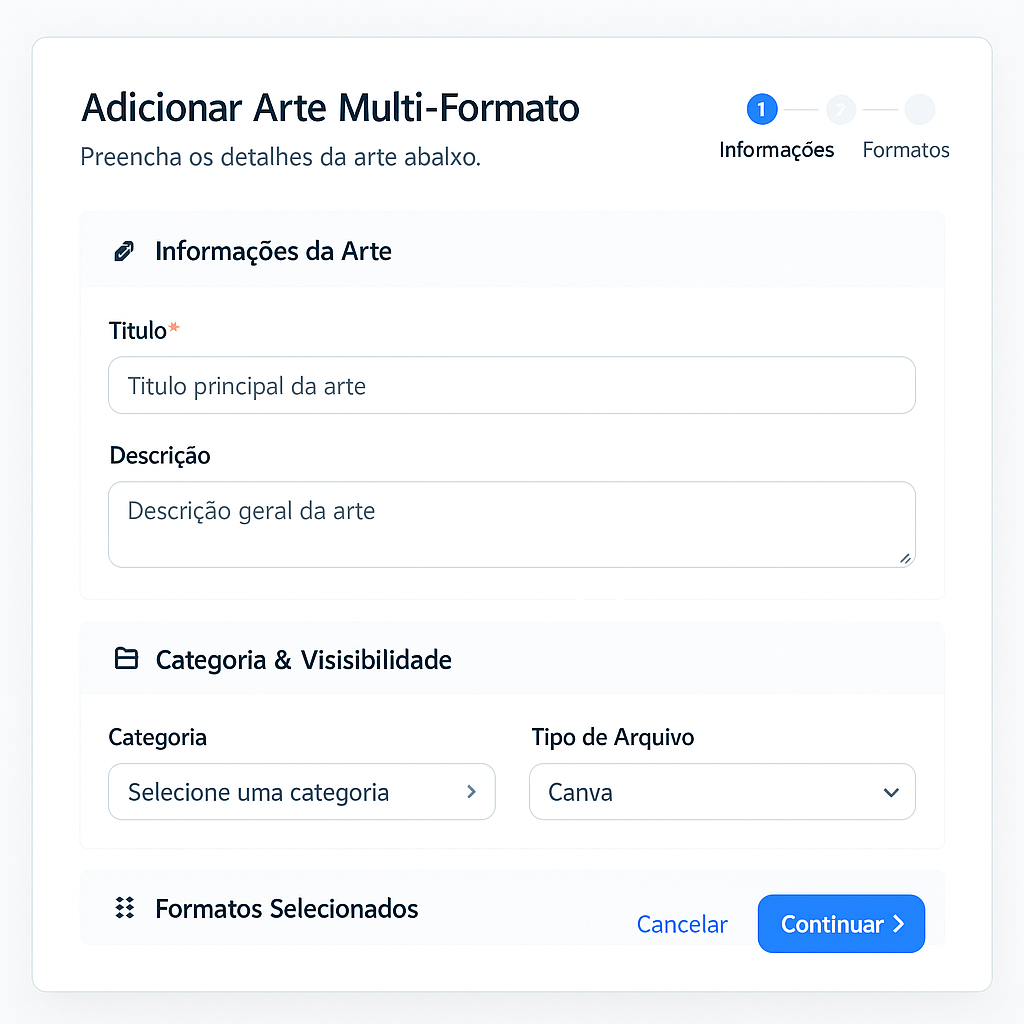 Adicionar Arte Multi-Formato
Preencha os detalhes da arte abalxo.
1
2
Informações
Formatos
Informações da Arte
Titulo*
Titulo principal da arte
Descrição
Descrição geral da arte
Categoria & Visisibilidade
Categoria
Tipo de Arquivo
Selecione uma categoria
Canva
Formatos Selecionados
Cancelar
Continuar